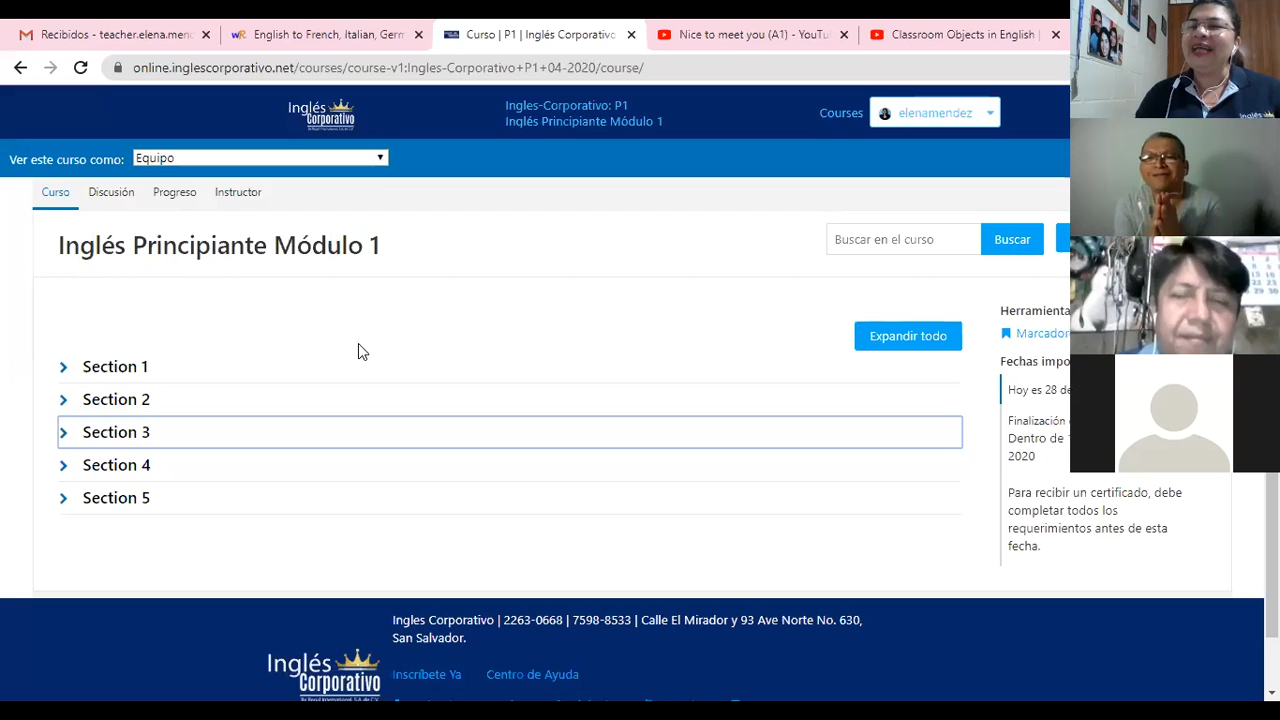 Recibidos - teacher.elena.men
English to French, Italian, Germ
Curso | P1 | Inglés Corporativo
Nice to meet you (A1) - YouTu
Classroom Objects in English |
online.inglescorporativo.net/courses/course-v1:Ingles-Corporativo+P1+04-2020/course/
Inglés
Corporativo
Ingles-Corporativo: P1
Inglés Principiante Módulo 1
Courses
elenamendez
Ver este curso como:
Equipo
Curso
Discusión
Progreso
Instructor
Inglés Principiante Módulo 1
Buscar en el curso
Buscar
Expandir todo
Section 1
Section 2
Section 3
Section 4
Section 5
Herramienta
Marcador
Fechas impo
Hoy es 28 de
Finalización
Dentro de
2020
Para recibir un certificado, debe
completar todos los
requerimientos antes de esta
fecha.
Inglés
Corporativo
Ingles Corporativo | 2263-0668 | 7598-8533 | Calle El Mirador y 93 Ave Norte No. 630,
San Salvador.
Inscríbete Ya
Centro de Ayuda